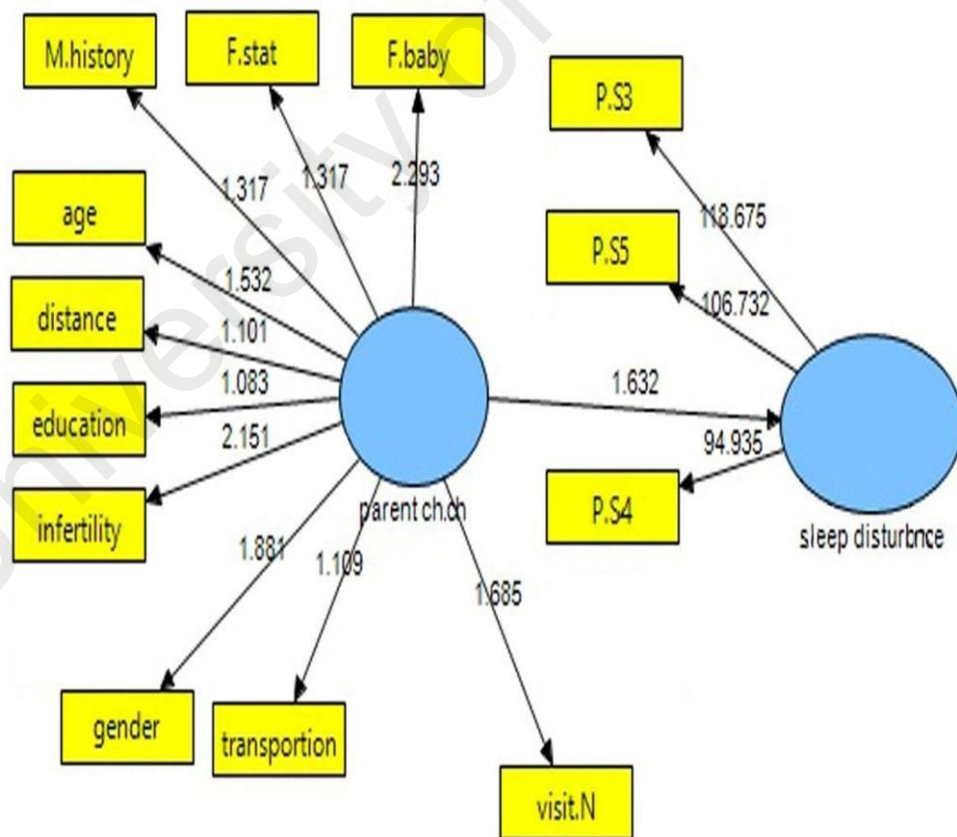 M.history
F.stat
F.baby
P.S3
1.317
1.317
2.293
118.675
age
P.S5
1.532
106.732
distance
1.101
1.083
1.632
education
2.151
94.935
infertility
P.S4
parent ch.ch
sleep disturbnce
1.881
1.109
1.685
gender
transportion
visit.N
University of